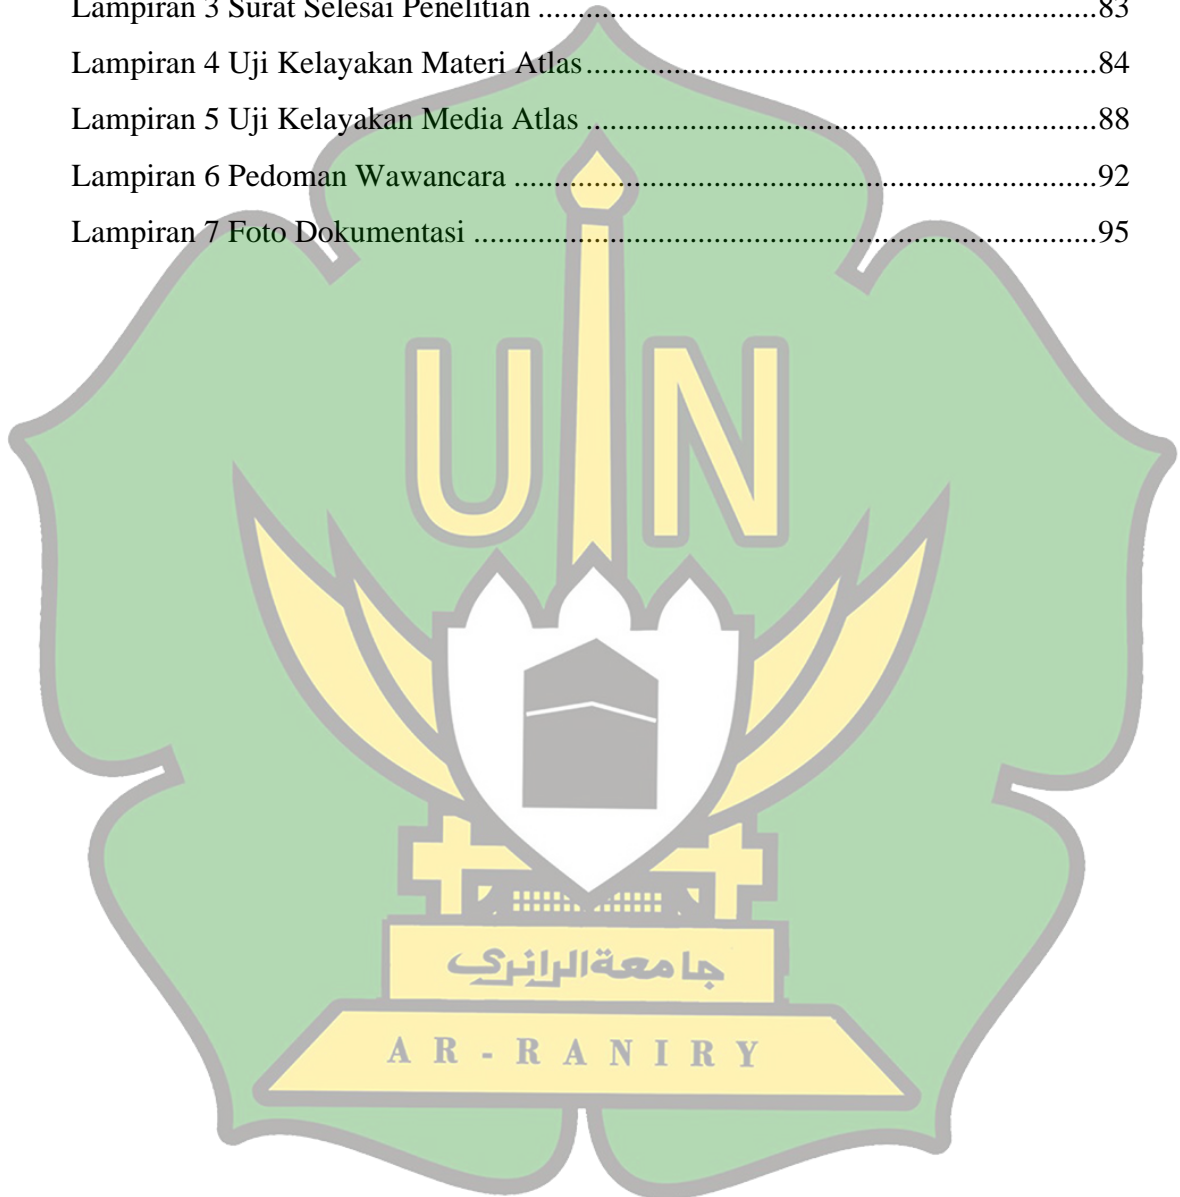 Lampiran 3 Surat Selesai Penelitian ........................................................................83
Lampiran 4 Uji Kelayakan Materi Atlas..................................................................84
Lampiran 5 Uji Kelayakan Media Atlas ..................................................................88
Lampiran 6 Pedoman Wawancara ...........................................................................92
Lampiran 7 Foto Dokumentasi ................................................................................95
UIN
جامعةالرانري
AR-RANIRY